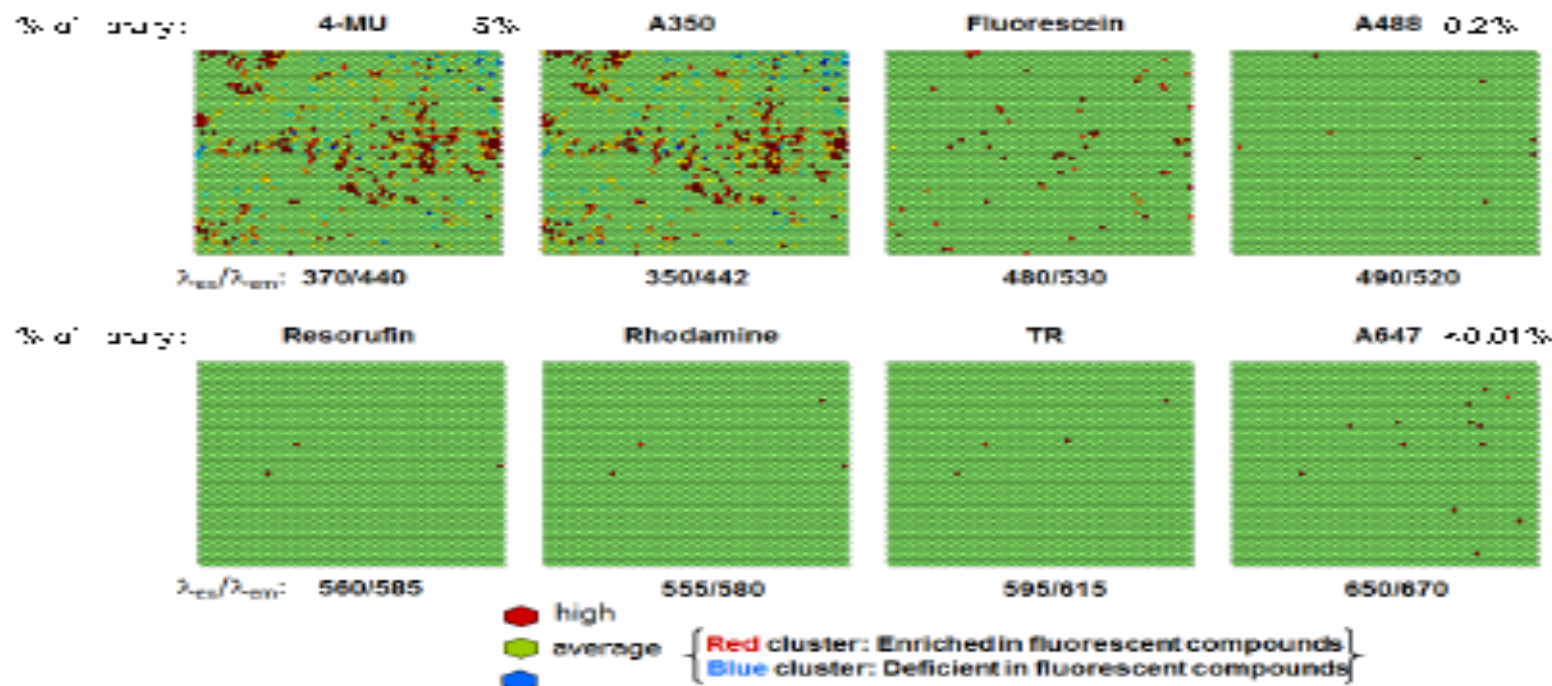 4-MU 5% A350 Fluorescein A488 0.2%
370/440 350/442 480/530 490/520
Resorufin Rhodamine TR A647 <0.01%
λex/λem: 560/585 555/580 595/615 650/670
high
average
Red cluster: Enriched in fluorescent compounds
Blue cluster: Deficient in fluorescent compounds